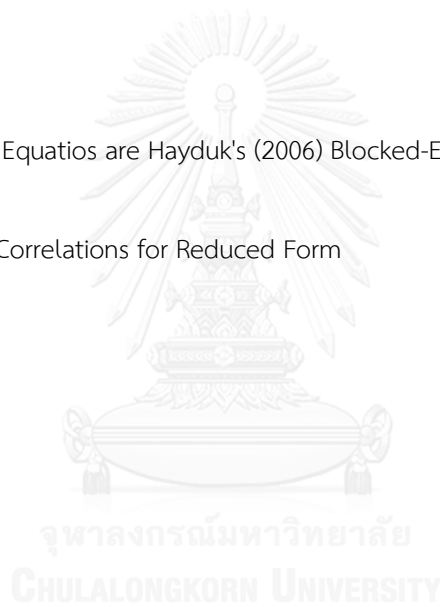 Equatios are Hayduk's (2006) Blocked-E
Correlations for Reduced Form
จุฬาลงกรณ์มหาวิทยาลัย
CHULALONGKORN UNIVERSITY